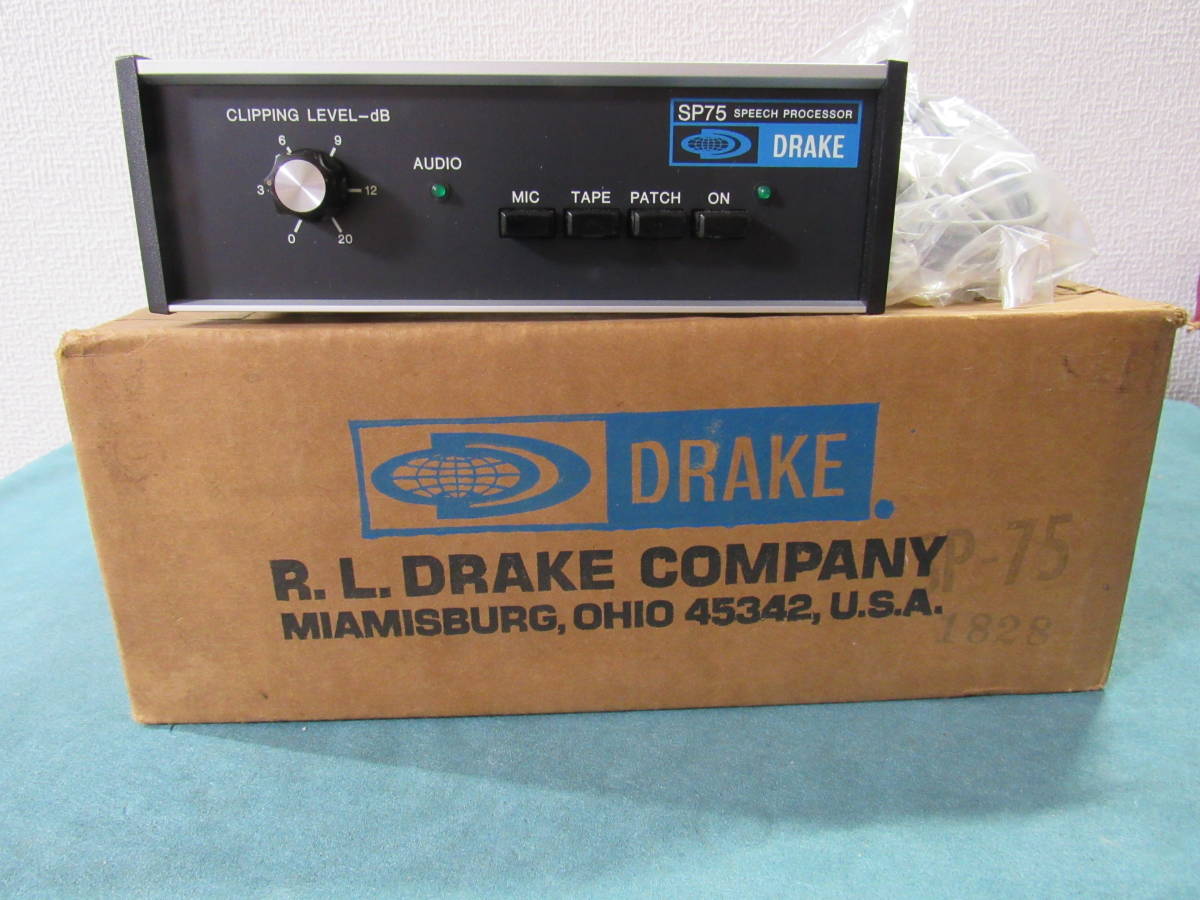 CLIPPING LEVEL-dB
6 9
3 12
0 20
AUDIO
MIC TAPE PATCH ON
SP75 SPEECH PROCESSOR
DRAKE
DRAKE
R. L. DRAKE COMPANY
MIAMISBURG, OHIO 45342, U.S.A.
SP-75
1828